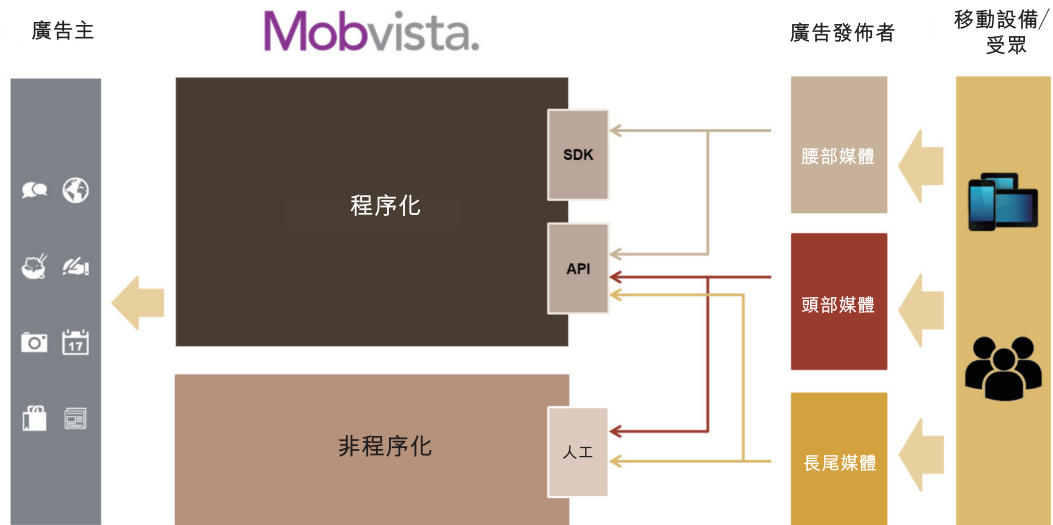 廣告主
Mobvista.
廣告發佈者
移動設備/
受眾
程序化
SDK
API
腰部媒體
頭部媒體
17
非程序化
人工
長尾媒體